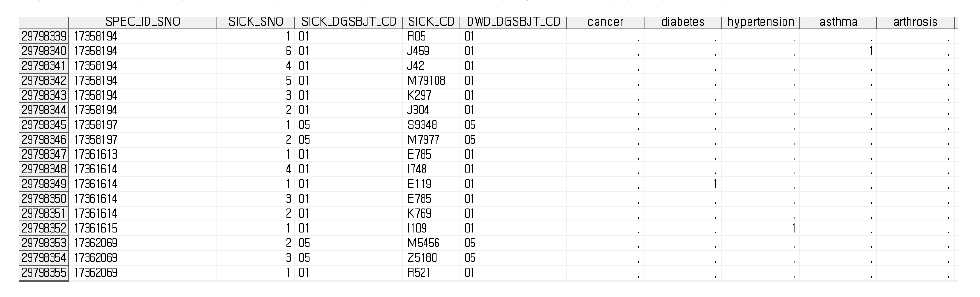 SPEC_ID_SNO SICK_SNO SICK_DGSBJT_CD SICK_CD DWD_DGSBJT_CD cancer diabetes hypertension asthma arthrosis
29798339 17358194 1 01 R05 01 . . . . .
29798340 17358194 6 01 J459 01 . . . 1 .
29798341 17358194 4 01 J42 01 . . . . .
29798342 17358194 5 01 M79108 01 . . . . .
29798343 17358194 3 01 K297 01 . . . . .
29798344 17358194 2 01 J304 01 . . . . .
29798345 17358197 1 05 S9348 05 . . . . .
29798346 17358197 2 05 M7977 05 . . . . .
29798347 17361613 1 01 E785 01 . . . . .
29798348 17361614 4 01 I748 01 . . . . .
29798349 17361614 1 01 E119 01 . 1 . . .
29798350 17361614 3 01 E785 01 . . . . .
29798351 17361614 2 01 K769 01 . . . . .
29798352 17361615 1 01 I109 01 . . 1 . .
29798353 17362069 2 05 M5456 05 . . . . .
29798354 17362069 3 05 Z5180 05 . . . . .
29798355 17362069 1 01 R521 01 . . . . .